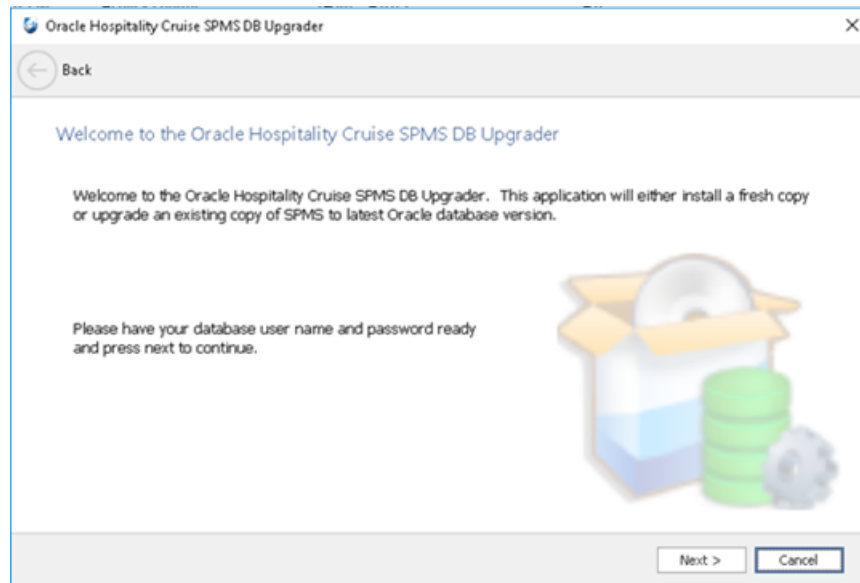 Oracle Hospitality Cruise SPMS DB Upgrader
Back
Welcome to the Oracle Hospitality Cruise SPMS DB Upgrader
Welcome to the Oracle Hospitality Cruise SPMS DB Upgrader. This application will either install a fresh copy
or upgrade an existing copy of SPMS to latest Oracle database version.
Please have your database user name and password ready
and press next to continue.
Next >
Cancel